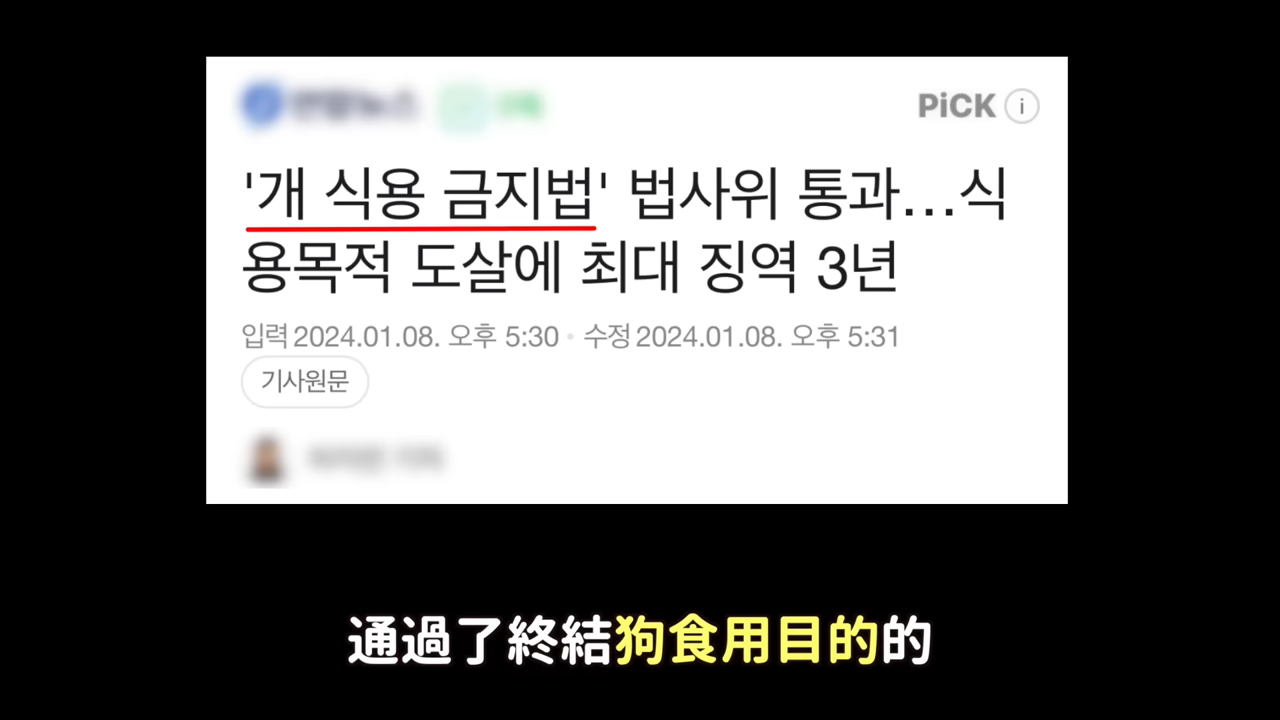 PiCK i
'개 식용 금지법' 법사위 통과…식
용목적 도살에 최대 징역 3년
입력 2024.01.08. 오후 5:30 · 수정 2024.01.08. 오후 5:31
기사원문
通過了終結狗食用目的的